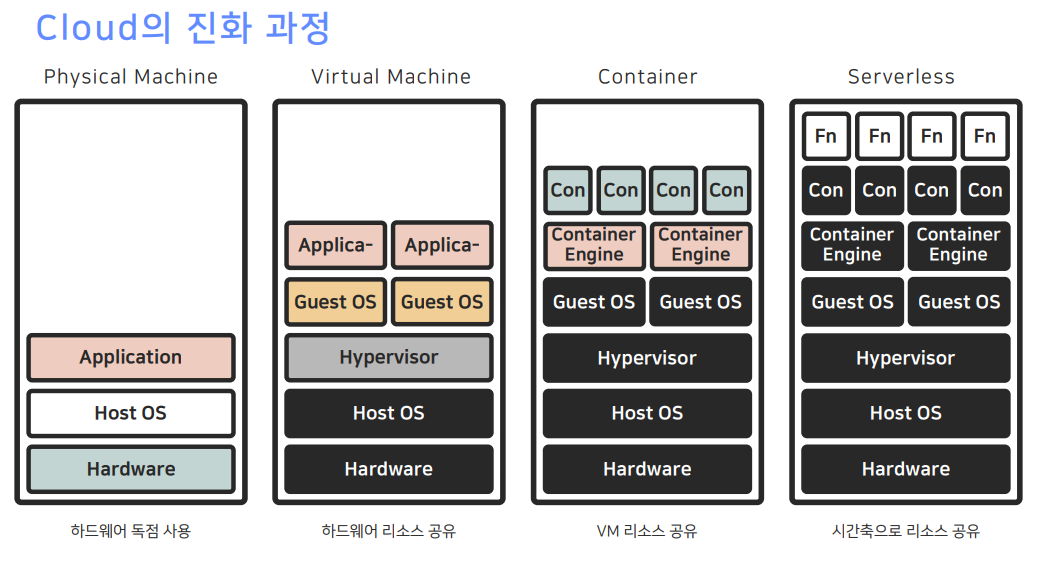 Cloud의 진화 과정
Physical Machine
Virtual Machine
Container
Serverless
Application
Host OS
Hardware
하드웨어 독점 사용
Applica- Applica-
Guest OS Guest OS
Hypervisor
Host OS
Hardware
하드웨어 리소스 공유
Con Con Con Con
Container Container
Engine Engine
Guest OS Guest OS
Hypervisor
Host OS
Hardware
VM 리소스 공유
Fn Fn Fn Fn
Con Con Con Con
Container Container
Engine Engine
Guest OS Guest OS
Hypervisor
Host OS
Hardware
시간축으로 리소스 공유